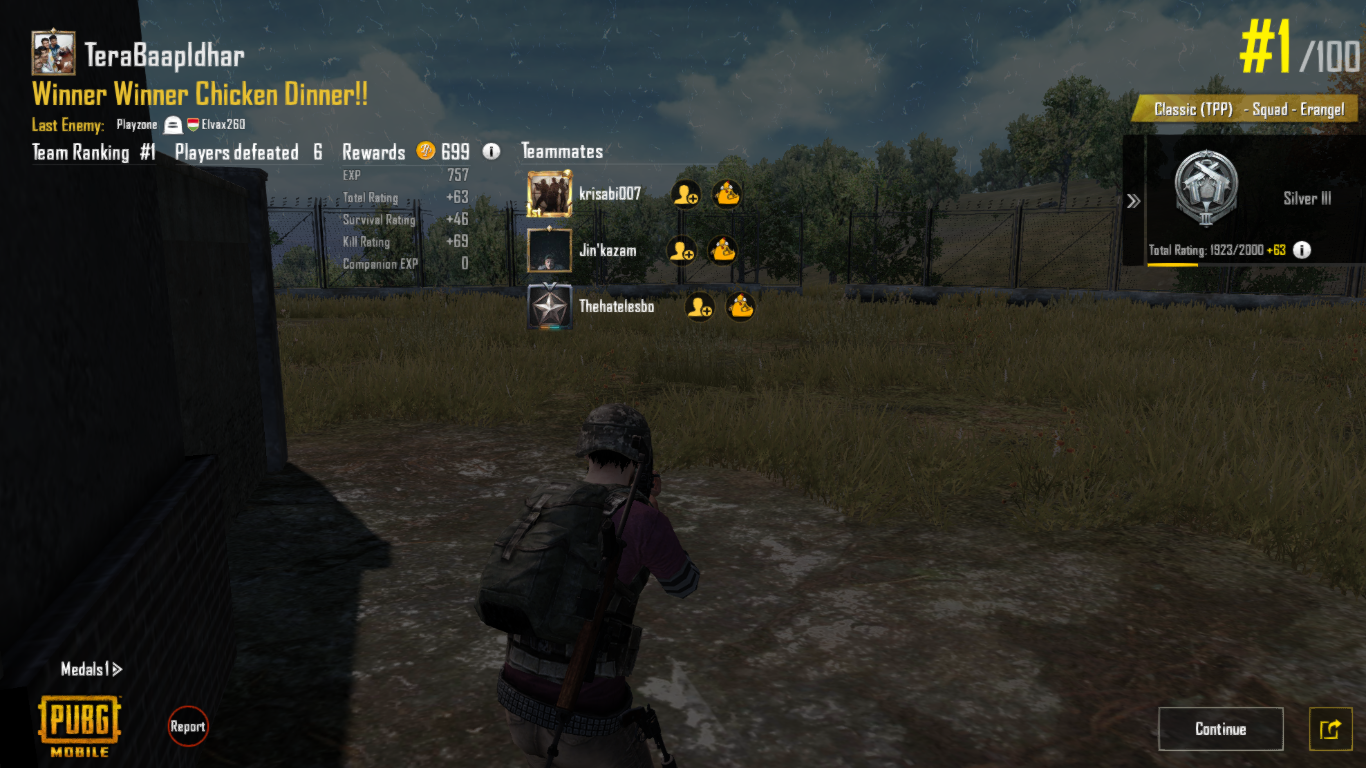 TeraBaapIdhar
Winner Winner Chicken Dinner!!
Last Enemy: Playzone Elvax260
Team Ranking #1 Players defeated 6 Rewards 699 Teammates
EXP 757
Total Rating +63
Survival Rating +46
Kill Rating +69
Companion EXP 0
1st
krisabi007
Jin'kazam
Thehatelesbo
#1/100
Classic (TPP) - Squad - Erangel
III
Silver III
Total Rating: 1923/2000 +63
Medals1
PUBG
MOBILE
Report
Continue